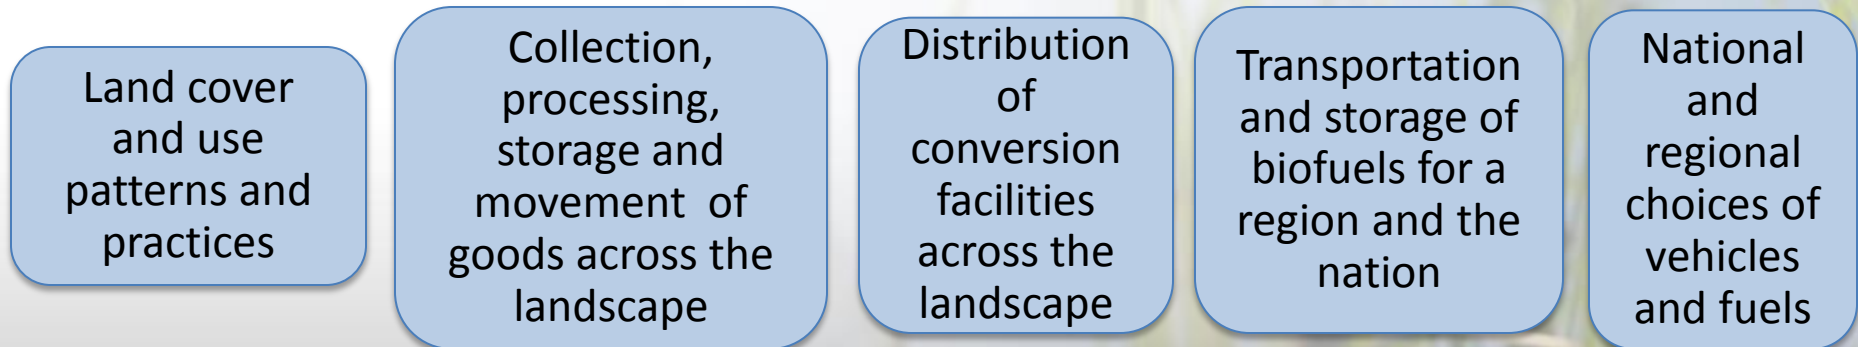 Land cover
and use
patterns and
practices
Collection,
processing,
storage and
movement of
goods across the
landscape
Distribution
of
conversion
facilities
across the
landscape
Transportation
and storage of
biofuels for a
region and the
nation
National
and
regional
choices of
vehicles
and fuels